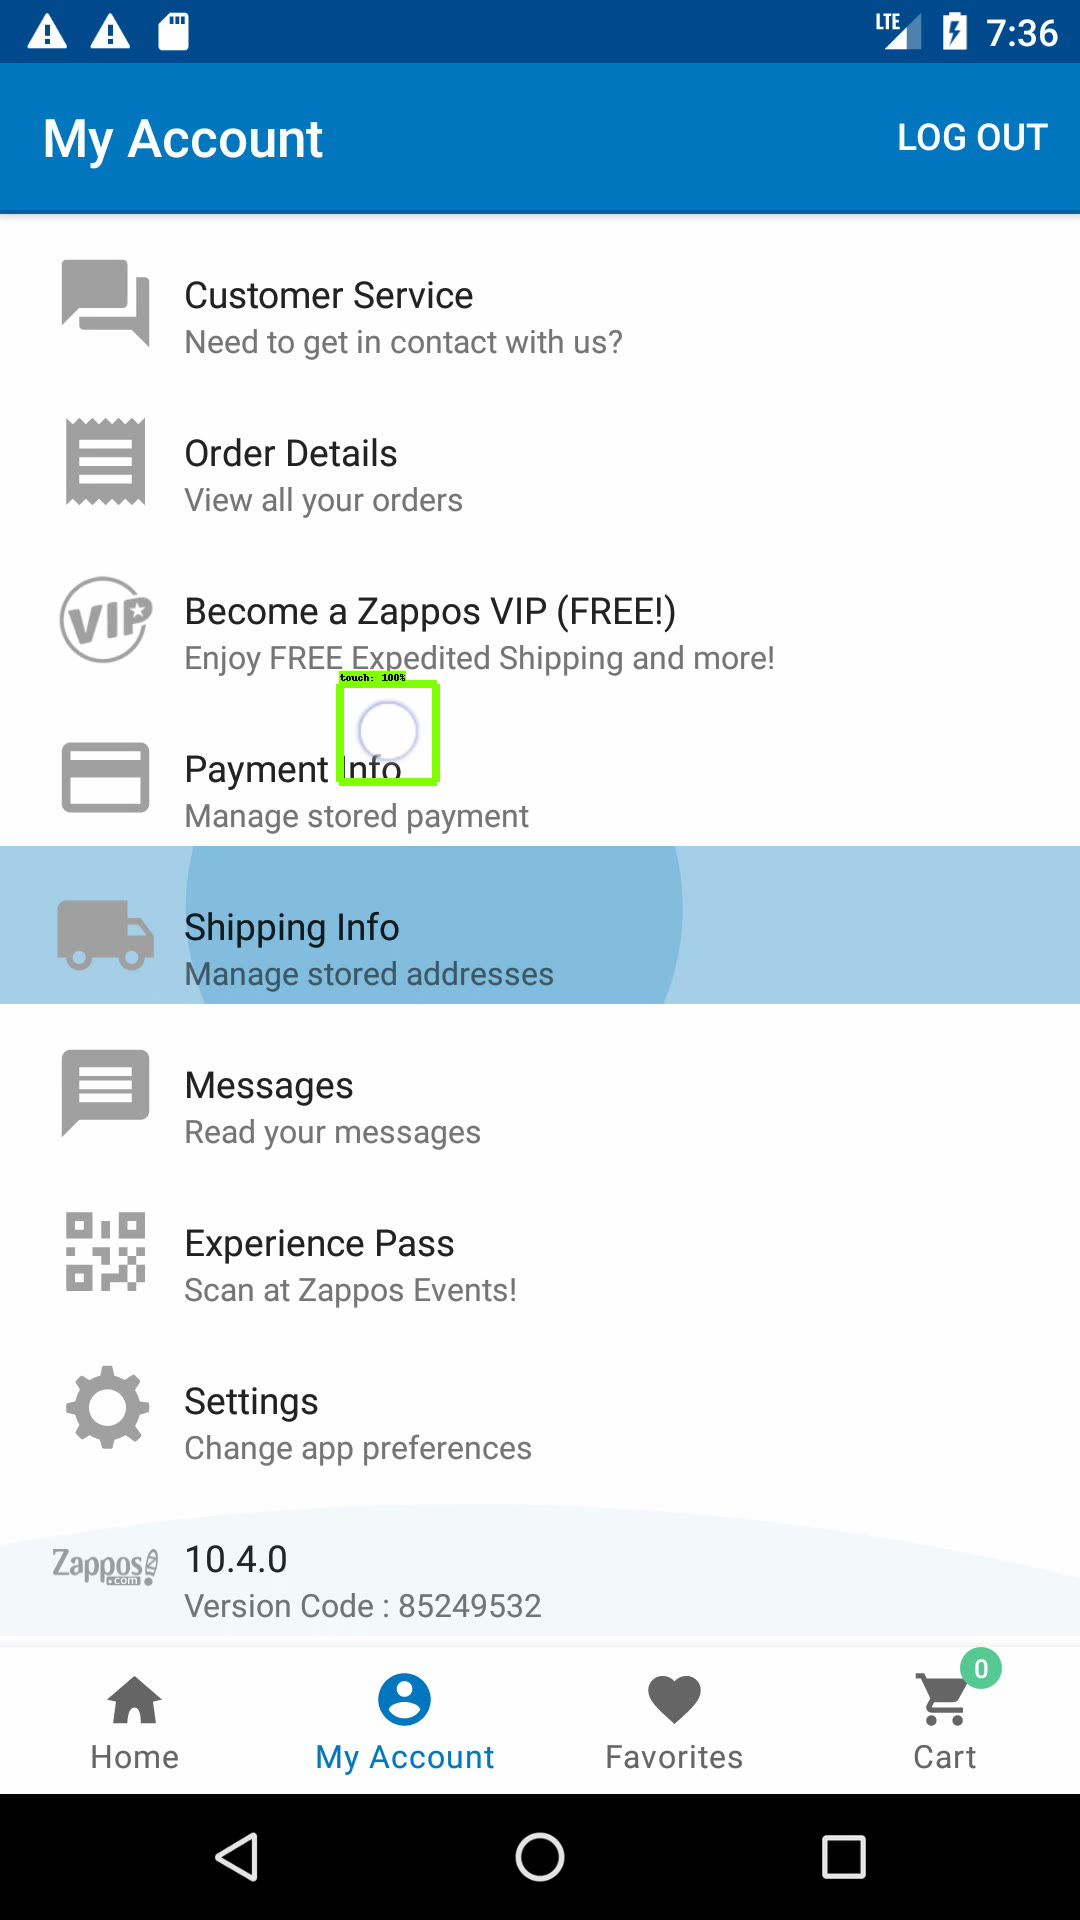 LTE 7:36
My Account LOG OUT
Customer Service
Need to get in contact with us?
Order Details
View all your orders
VIP
Become a Zappos VIP (FREE!)
Enjoy FREE Expedited Shipping and more!
touch: 100%
Payment Info
Manage stored payment
Shipping Info
Manage stored addresses
Messages
Read your messages
Experience Pass
Scan at Zappos Events!
Settings
Change app preferences
Zappos .com
10.4.0
Version Code : 85249532
0
Home My Account Favorites Cart